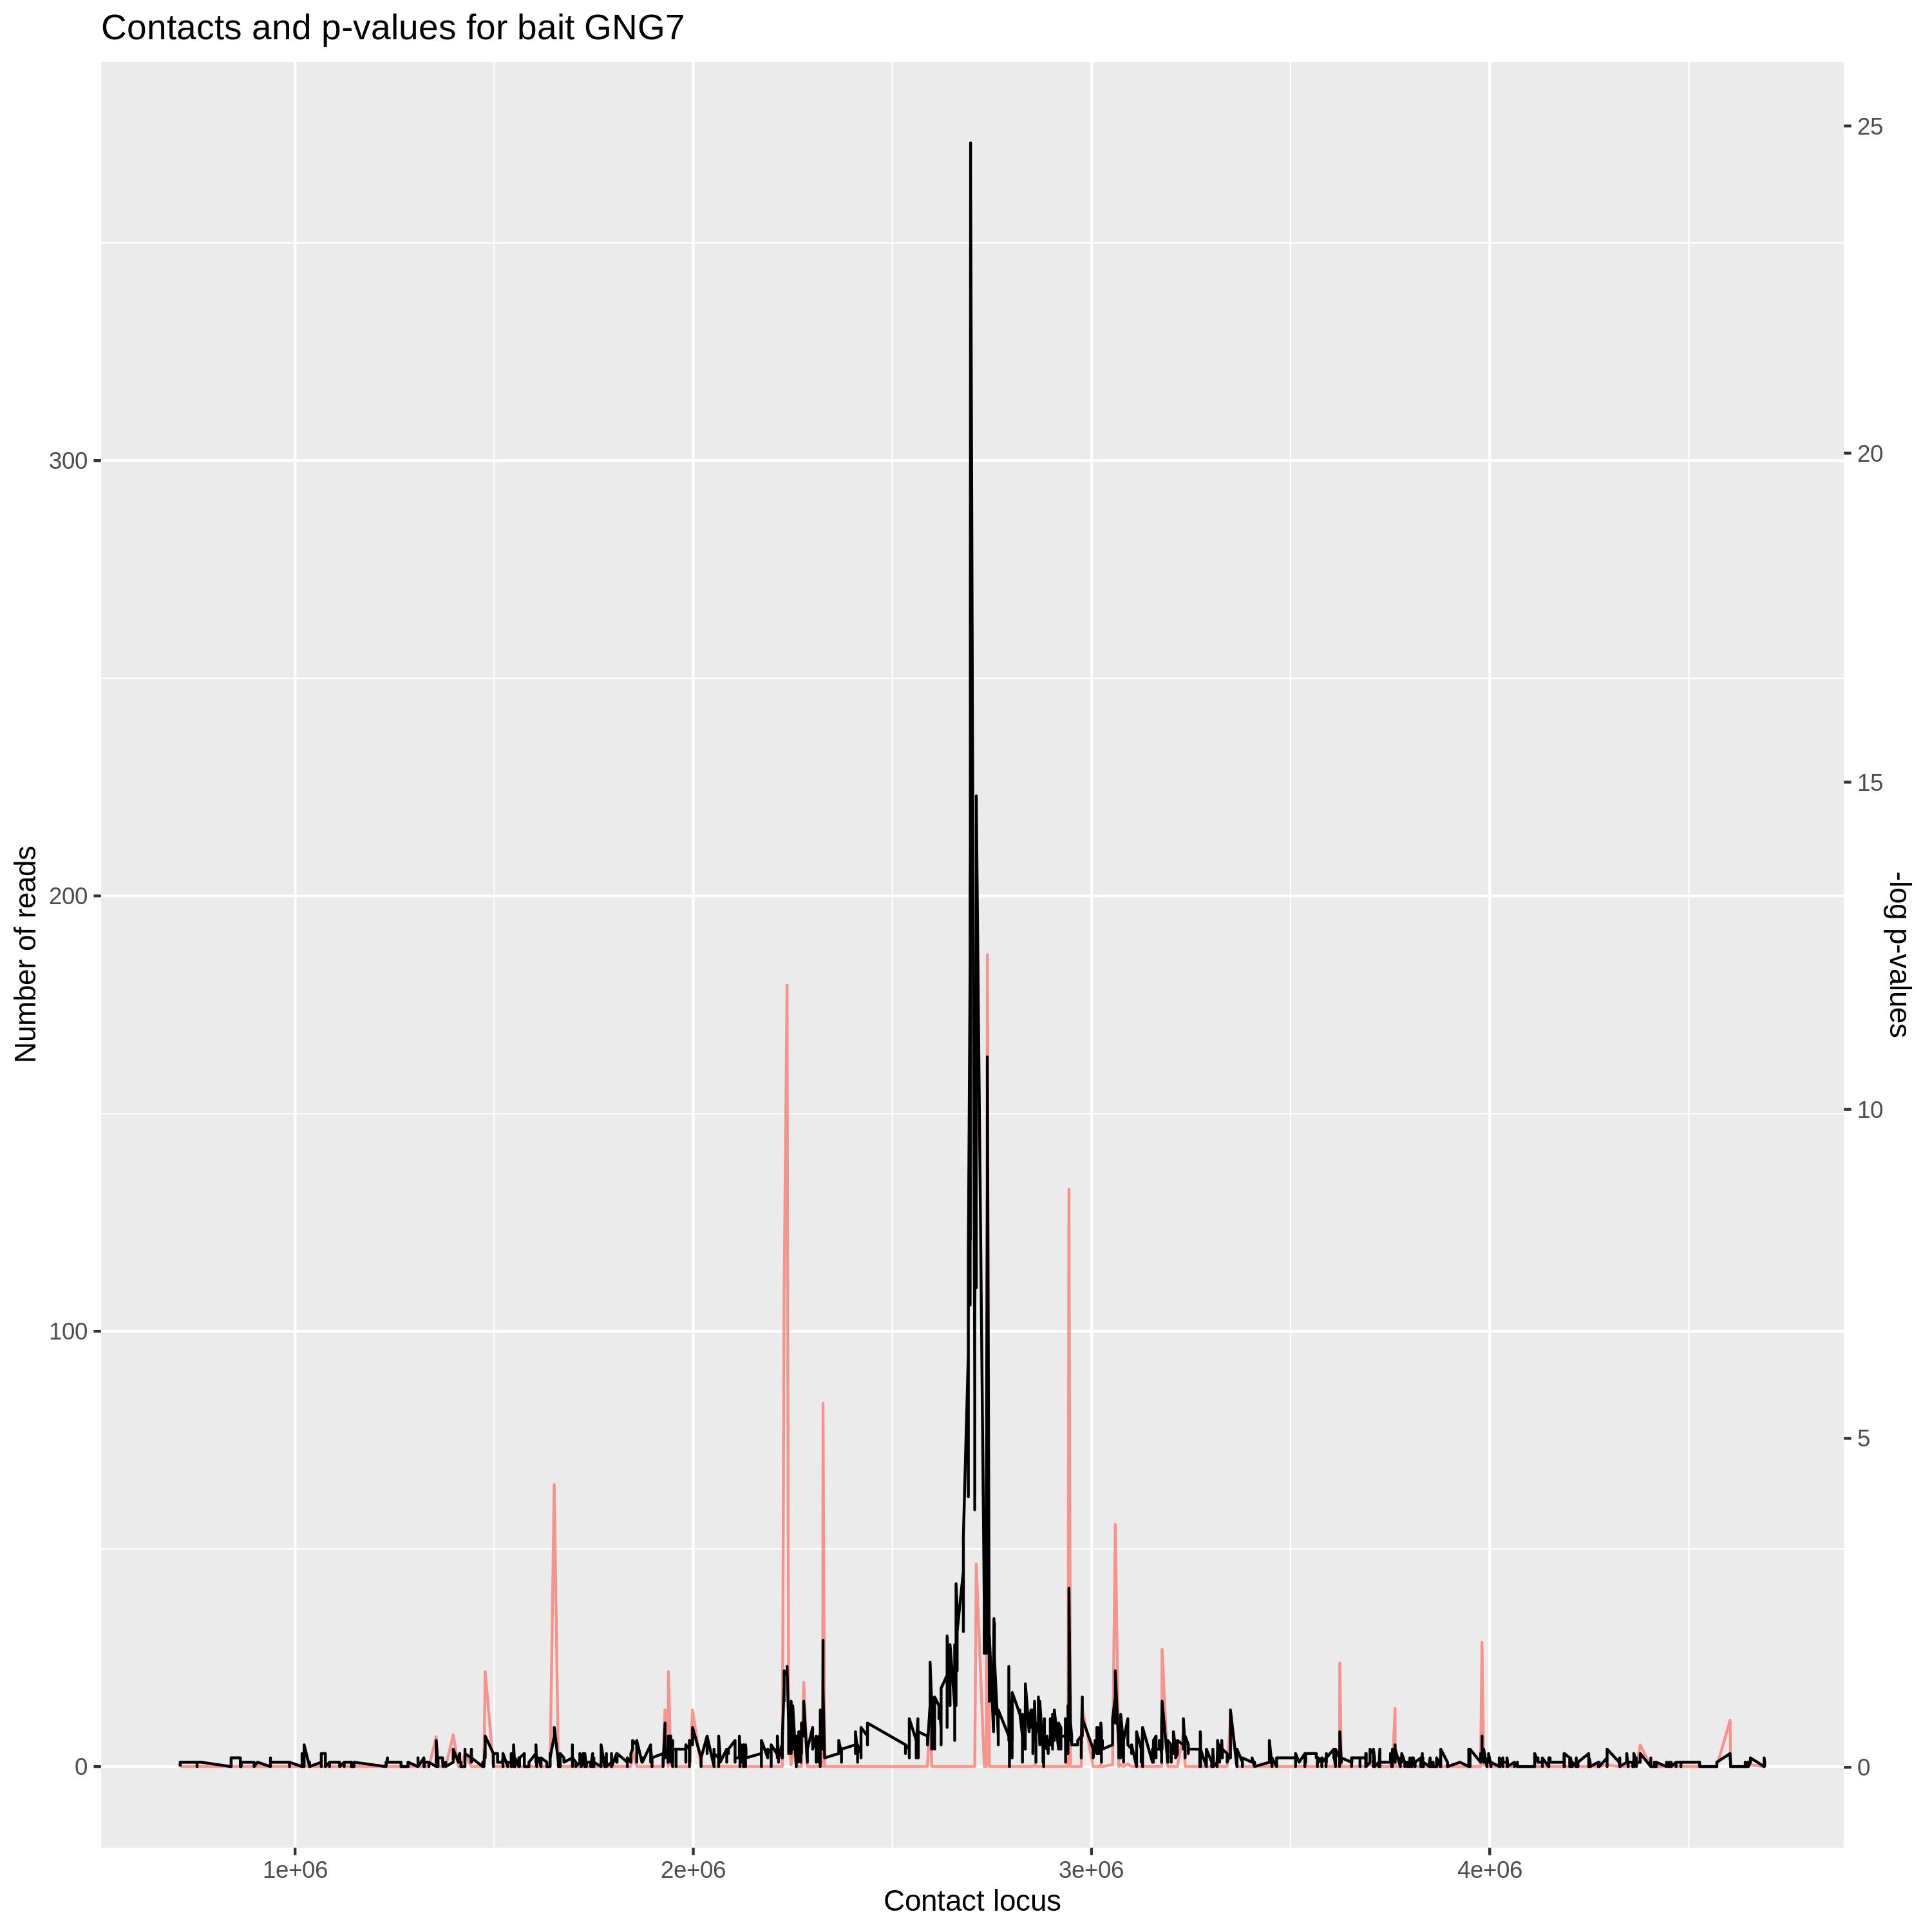 Contacts and p-values for bait GNG7
Number of reads
300
200
100
0
25
20
15
10
5
0
-log p-values
1e+06 2e+06 3e+06 4e+06
Contact locus